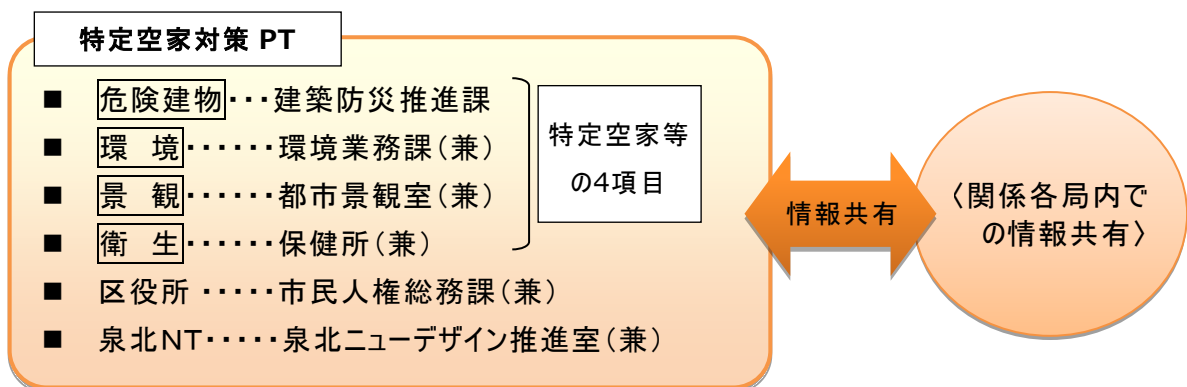 特定空家対策 PT
■ 危険建物・・・建築防災推進課
■ 環　境・・・・・・環境業務課(兼)
■ 景　観・・・・・・都市景観室(兼)
■ 衛　生・・・・・・保健所(兼)
■ 区役所 ・・・・・市民人権総務課(兼)
■ 泉北NT・・・・・泉北ニューデザイン推進室(兼)
特定空家等
の4項目
情報共有
〈関係各局内で
の情報共有〉